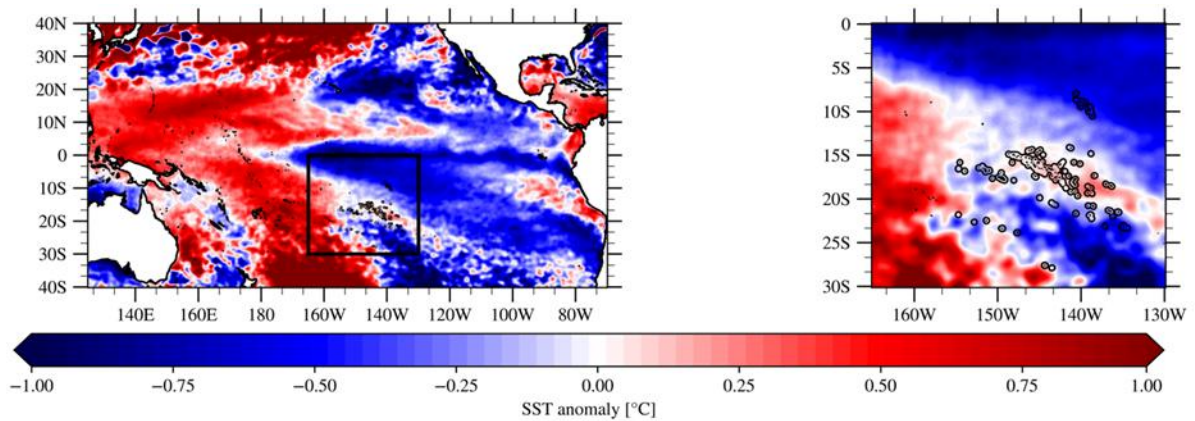 40N
30N
20N
10N
0
10S
20S
30S
40S
140E 160E 180 160W 140W 120W 100W 80W
0
5S
10S
15S
20S
25S
30S
160W 150W 140W 130W
−1.00 −0.75 −0.50 −0.25 0.00 0.25 0.50 0.75 1.00
SST anomaly [°C]